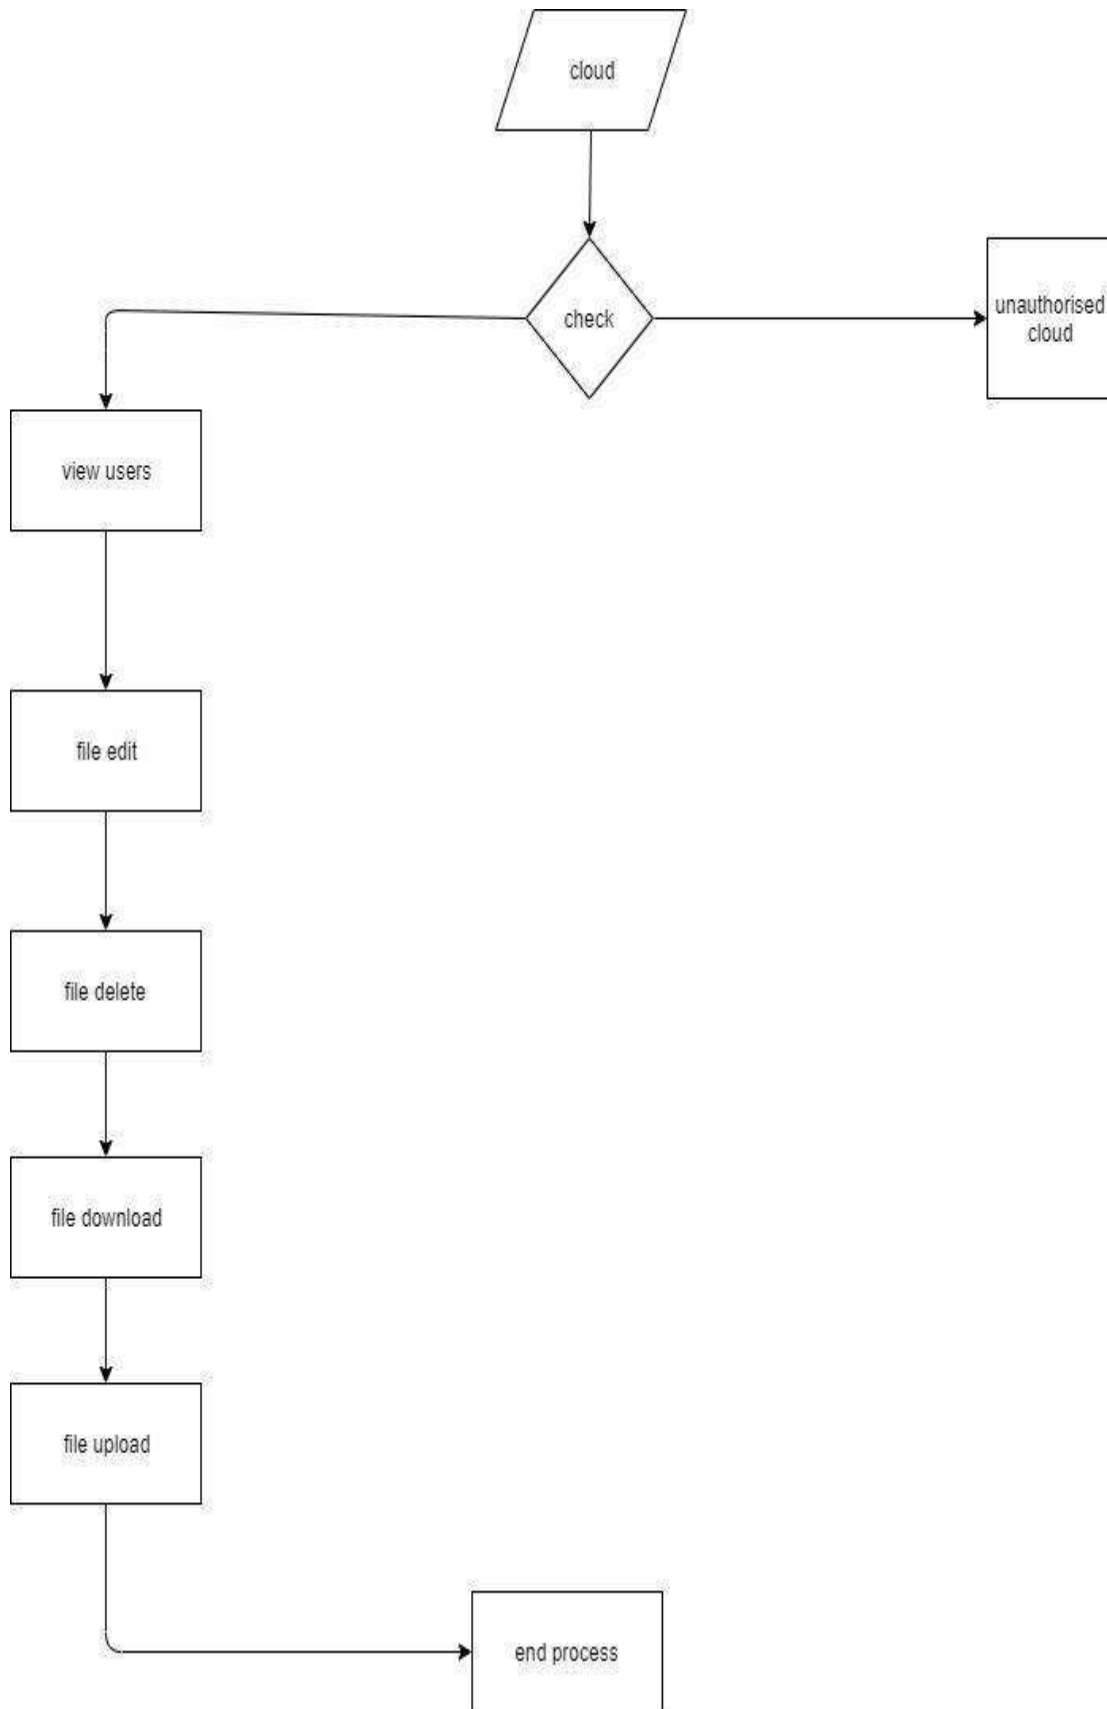 cloud
check
unauthorised
cloud
view users
file edit
file delete
file download
file upload
end process